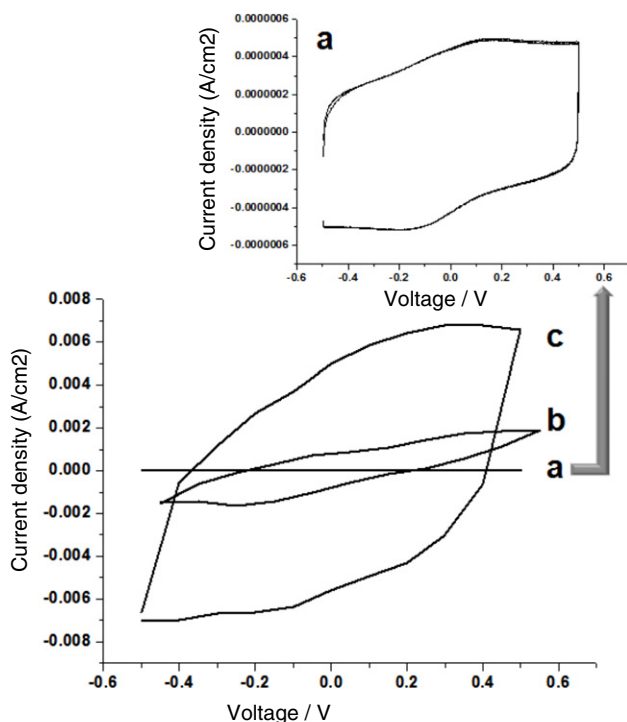 a
0.0000006
0.0000004
0.0000002
0.0000000
-0.0000002
-0.0000004
-0.0000006
Current density (A/cm2)
-0.6 -0.4 -0.2 0.0 0.2 0.4 0.6
Voltage / V
0.008
0.006
0.004
0.002
0.000
-0.002
-0.004
-0.006
-0.008
Current density (A/cm2)
c
b
a
-0.6 -0.4 -0.2 0.0 0.2 0.4 0.6
Voltage / V